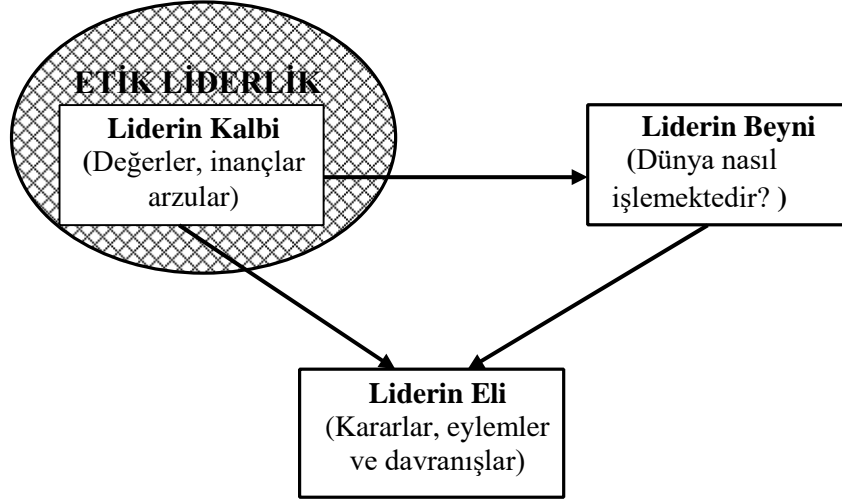 ETİK LİDERLİK
Liderin Kalbi
(Değerler, inançlar
arzular)
Liderin Beyni
(Dünya nasıl
işlemektedir? )
Liderin Eli
(Kararlar, eylemler
ve davranışlar)